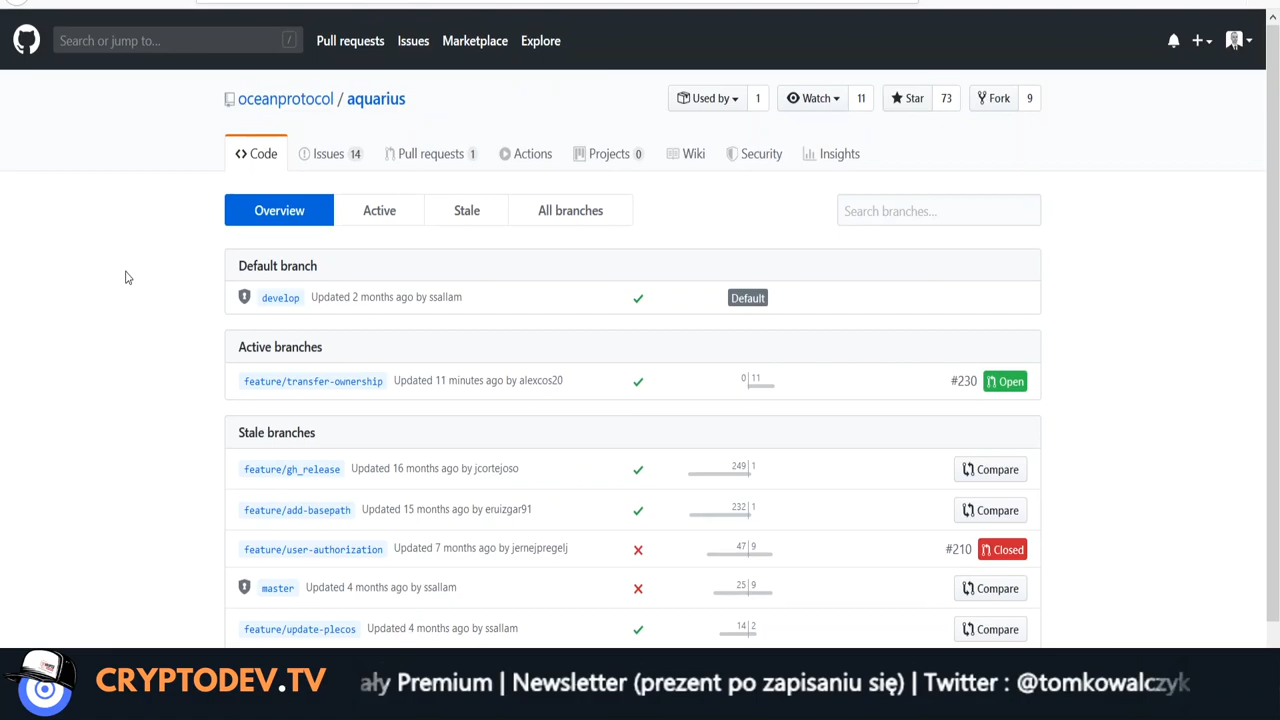 Search or jump to... / Pull requests Issues Marketplace Explore
oceanprotocol / aquarius Used by 1 Watch 11 Star 73 Fork 9
Code Issues 14 Pull requests 1 Actions Projects 0 Wiki Security Insights
Overview Active Stale All branches Search branches...
Default branch
develop Updated 2 months ago by ssallam Default
Active branches
feature/transfer-ownership Updated 11 minutes ago by alexcos20 0 11 #230 Open
Stale branches
feature/gh_release Updated 16 months ago by jcortejoso 249 1 Compare
feature/add-basepath Updated 15 months ago by eruizgar91 232 1 Compare
feature/user-authorization Updated 7 months ago by jernejpregelj 47 9 #210 Closed
master Updated 4 months ago by ssallam 25 9 Compare
feature/update-plecos Updated 4 months ago by ssallam 14 2 Compare
CRYPTODEV.TV ały Premium | Newsletter (prezent po zapisaniu się) | Twitter : @tomkowalczyk